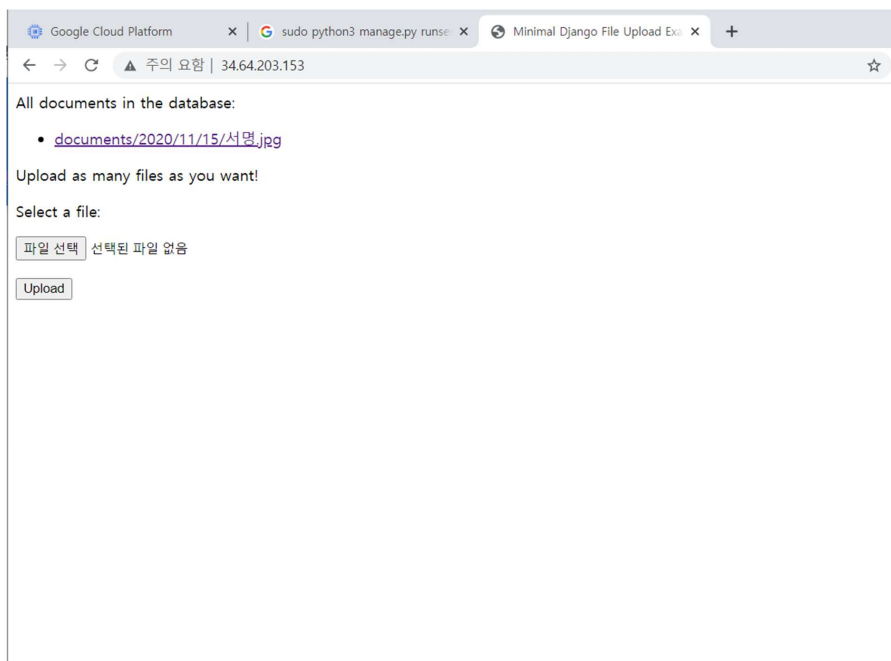 Google Cloud Platform
sudo python3 manage.py runse
Minimal Django File Upload Exa
주의 요함 | 34.64.203.153
All documents in the database:
documents/2020/11/15/서명.jpg
Upload as many files as you want!
Select a file:
파일 선택 선택된 파일 없음
Upload